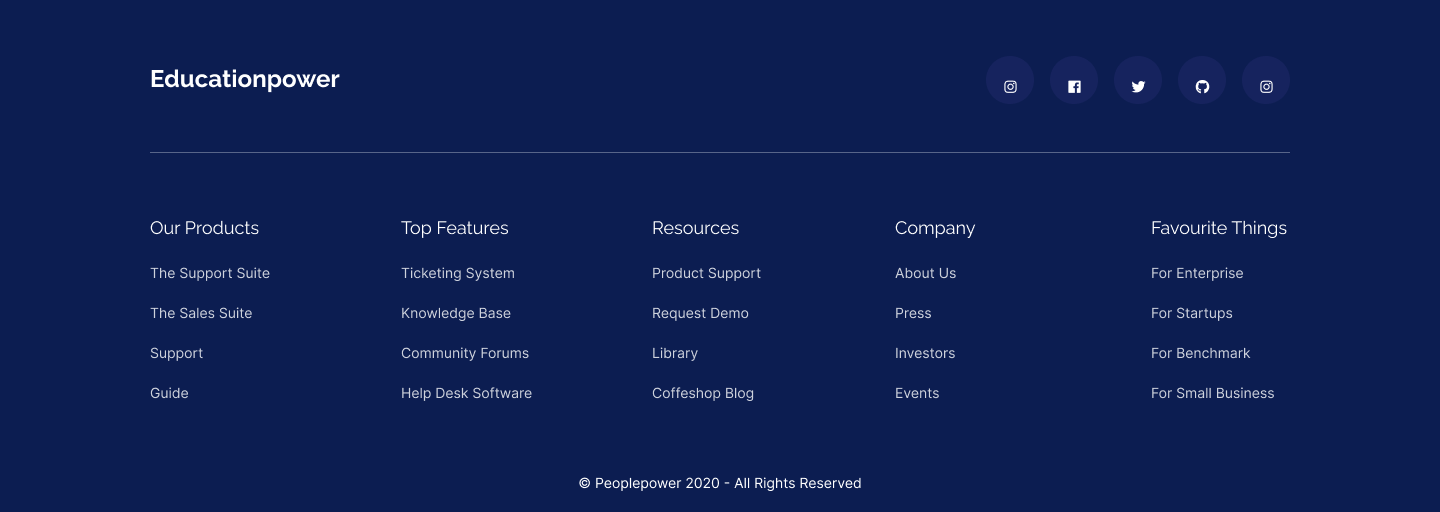 Educationpower
Our Products
The Support Suite
The Sales Suite
Support
Guide
Top Features
Ticketing System
Knowledge Base
Community Forums
Help Desk Software
Resources
Product Support
Request Demo
Library
Coffeshop Blog
Company
About Us
Press
Investors
Events
Favourite Things
For Enterprise
For Startups
For Benchmark
For Small Business
© Peoplepower 2020 - All Rights Reserved